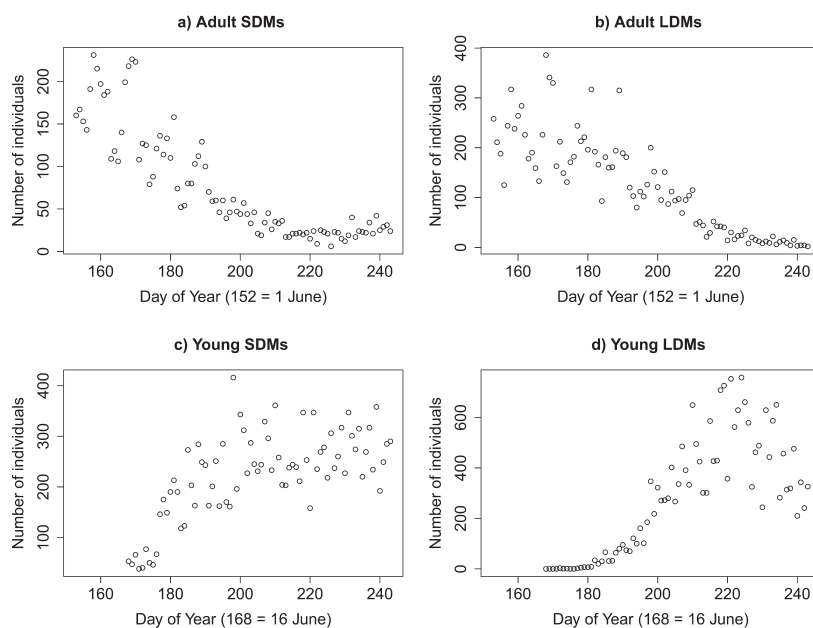 a) Adult SDMs
Number of individuals
0 50 100 150 200
160 180 200 220 240
Day of Year (152 = 1 June)
b) Adult LDMs
Number of individuals
0 100 200 300 400
160 180 200 220 240
Day of Year (152 = 1 June)
c) Young SDMs
Number of individuals
100 200 300 400
160 180 200 220 240
Day of Year (168 = 16 June)
d) Young LDMs
Number of individuals
0 200 400 600
160 180 200 220 240
Day of Year (168 = 16 June)